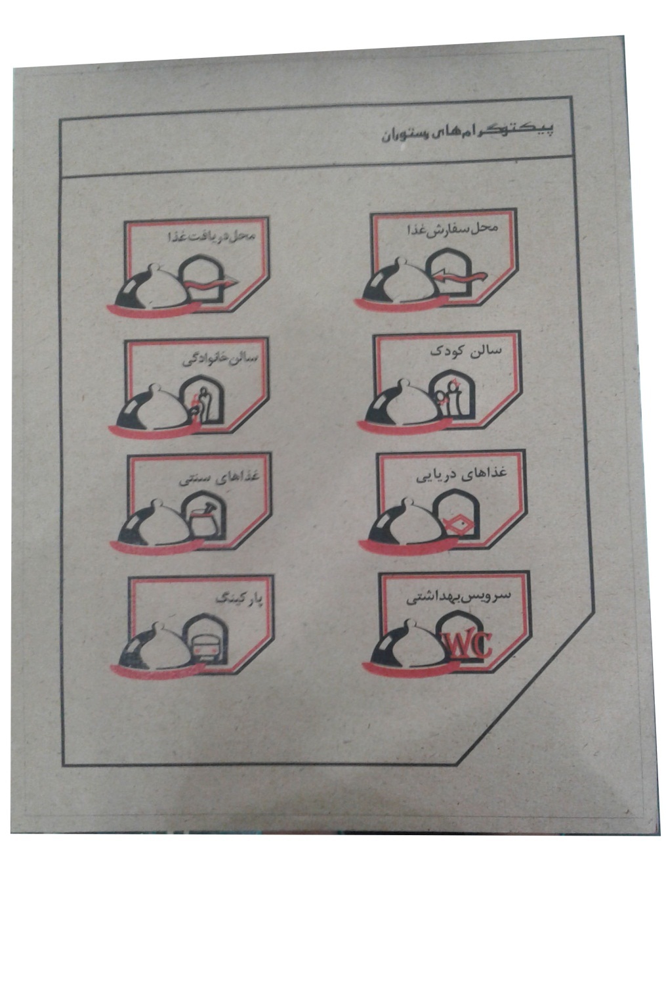 پیکتوگرام‌های رستوران
محل سفارش غذا
محل دریافت غذا
سالن کودک
سالن خانوادگی
غذاهای دریایی
غذاهای سنتی
سرویس بهداشتی
WC
پارکینگ